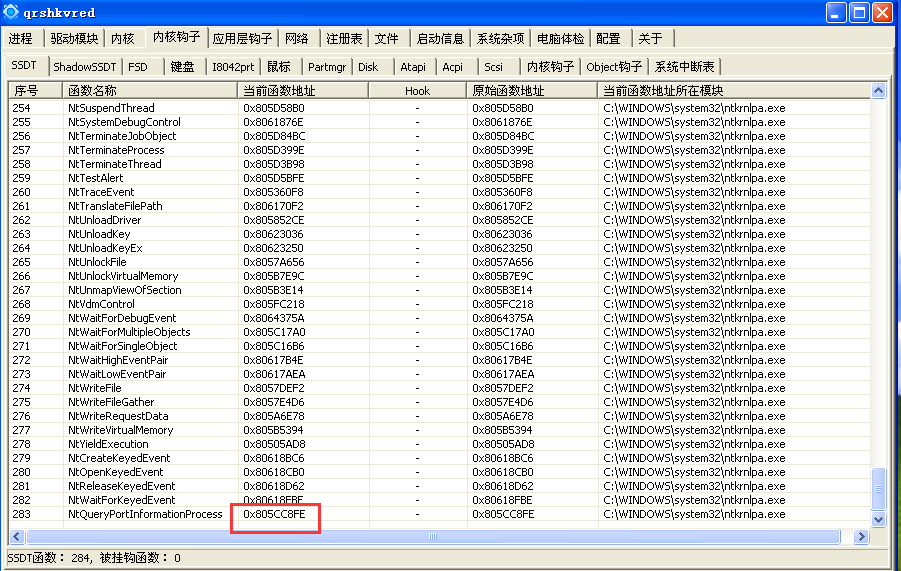 qrshkvred
进程 驱动模块 内核 内核钩子 应用层钩子 网络 注册表 文件 启动信息 系统杂项 电脑体检 配置 关于
SSDT ShadowSSDT FSD 键盘 I8042prt 鼠标 Partmgr Disk Atapi Acpi Scsi 内核钩子 Object钩子 系统中断表
序号 函数名称 当前函数地址 Hook 原始函数地址 当前函数地址所在模块
254 NtSuspendThread 0x805D58B0 - 0x805D58B0 C:\WINDOWS\system32\ntkrnlpa.exe
255 NtSystemDebugControl 0x8061876E - 0x8061876E C:\WINDOWS\system32\ntkrnlpa.exe
256 NtTerminateJobObject 0x805D84BC - 0x805D84BC C:\WINDOWS\system32\ntkrnlpa.exe
257 NtTerminateProcess 0x805D399E - 0x805D399E C:\WINDOWS\system32\ntkrnlpa.exe
258 NtTerminateThread 0x805D3B98 - 0x805D3B98 C:\WINDOWS\system32\ntkrnlpa.exe
259 NtTestAlert 0x805D5BFE - 0x805D5BFE C:\WINDOWS\system32\ntkrnlpa.exe
260 NtTraceEvent 0x805360F8 - 0x805360F8 C:\WINDOWS\system32\ntkrnlpa.exe
261 NtTranslateFilePath 0x806170F2 - 0x806170F2 C:\WINDOWS\system32\ntkrnlpa.exe
262 NtUnloadDriver 0x805852CE - 0x805852CE C:\WINDOWS\system32\ntkrnlpa.exe
263 NtUnloadKey 0x80623036 - 0x80623036 C:\WINDOWS\system32\ntkrnlpa.exe
264 NtUnloadKeyEx 0x80623250 - 0x80623250 C:\WINDOWS\system32\ntkrnlpa.exe
265 NtUnlockFile 0x8057A656 - 0x8057A656 C:\WINDOWS\system32\ntkrnlpa.exe
266 NtUnlockVirtualMemory 0x805B7E9C - 0x805B7E9C C:\WINDOWS\system32\ntkrnlpa.exe
267 NtUnmapViewOfSection 0x805B3E14 - 0x805B3E14 C:\WINDOWS\system32\ntkrnlpa.exe
268 NtVdmControl 0x805FC218 - 0x805FC218 C:\WINDOWS\system32\ntkrnlpa.exe
269 NtWaitForDebugEvent 0x8064375A - 0x8064375A C:\WINDOWS\system32\ntkrnlpa.exe
270 NtWaitForMultipleObjects 0x805C17A0 - 0x805C17A0 C:\WINDOWS\system32\ntkrnlpa.exe
271 NtWaitForSingleObject 0x805C16B6 - 0x805C16B6 C:\WINDOWS\system32\ntkrnlpa.exe
272 NtWaitHighEventPair 0x80617B4E - 0x80617B4E C:\WINDOWS\system32\ntkrnlpa.exe
273 NtWaitLowEventPair 0x80617AEA - 0x80617AEA C:\WINDOWS\system32\ntkrnlpa.exe
274 NtWriteFile 0x8057DEF2 - 0x8057DEF2 C:\WINDOWS\system32\ntkrnlpa.exe
275 NtWriteFileGather 0x8057E4D6 - 0x8057E4D6 C:\WINDOWS\system32\ntkrnlpa.exe
276 NtWriteRequestData 0x805A6E78 - 0x805A6E78 C:\WINDOWS\system32\ntkrnlpa.exe
277 NtWriteVirtualMemory 0x805B5394 - 0x805B5394 C:\WINDOWS\system32\ntkrnlpa.exe
278 NtYieldExecution 0x80505AD8 - 0x80505AD8 C:\WINDOWS\system32\ntkrnlpa.exe
279 NtCreateKeyedEvent 0x80618BC6 - 0x80618BC6 C:\WINDOWS\system32\ntkrnlpa.exe
280 NtOpenKeyedEvent 0x80618CB0 - 0x80618CB0 C:\WINDOWS\system32\ntkrnlpa.exe
281 NtReleaseKeyedEvent 0x80618D62 - 0x80618D62 C:\WINDOWS\system32\ntkrnlpa.exe
282 NtWaitForKeyedEvent 0x80618FBE - 0x80618FBE C:\WINDOWS\system32\ntkrnlpa.exe
283 NtQueryPortInformationProcess 0x805CC8FE - 0x805CC8FE C:\WINDOWS\system32\ntkrnlpa.exe
SSDT函数: 284, 被挂钩函数: 0